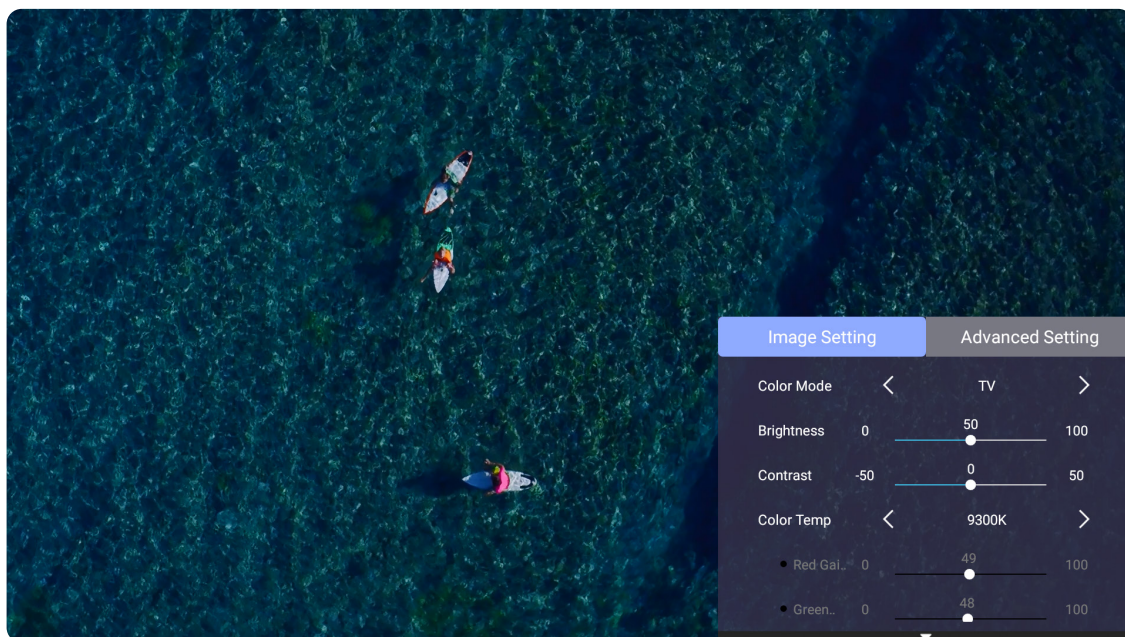 Image Setting Advanced Setting
Color Mode TV
Brightness 0 50 100
Contrast -50 0 50
Color Temp 9300K
Red Gai.. 0 49 100
Green.. 0 48 100